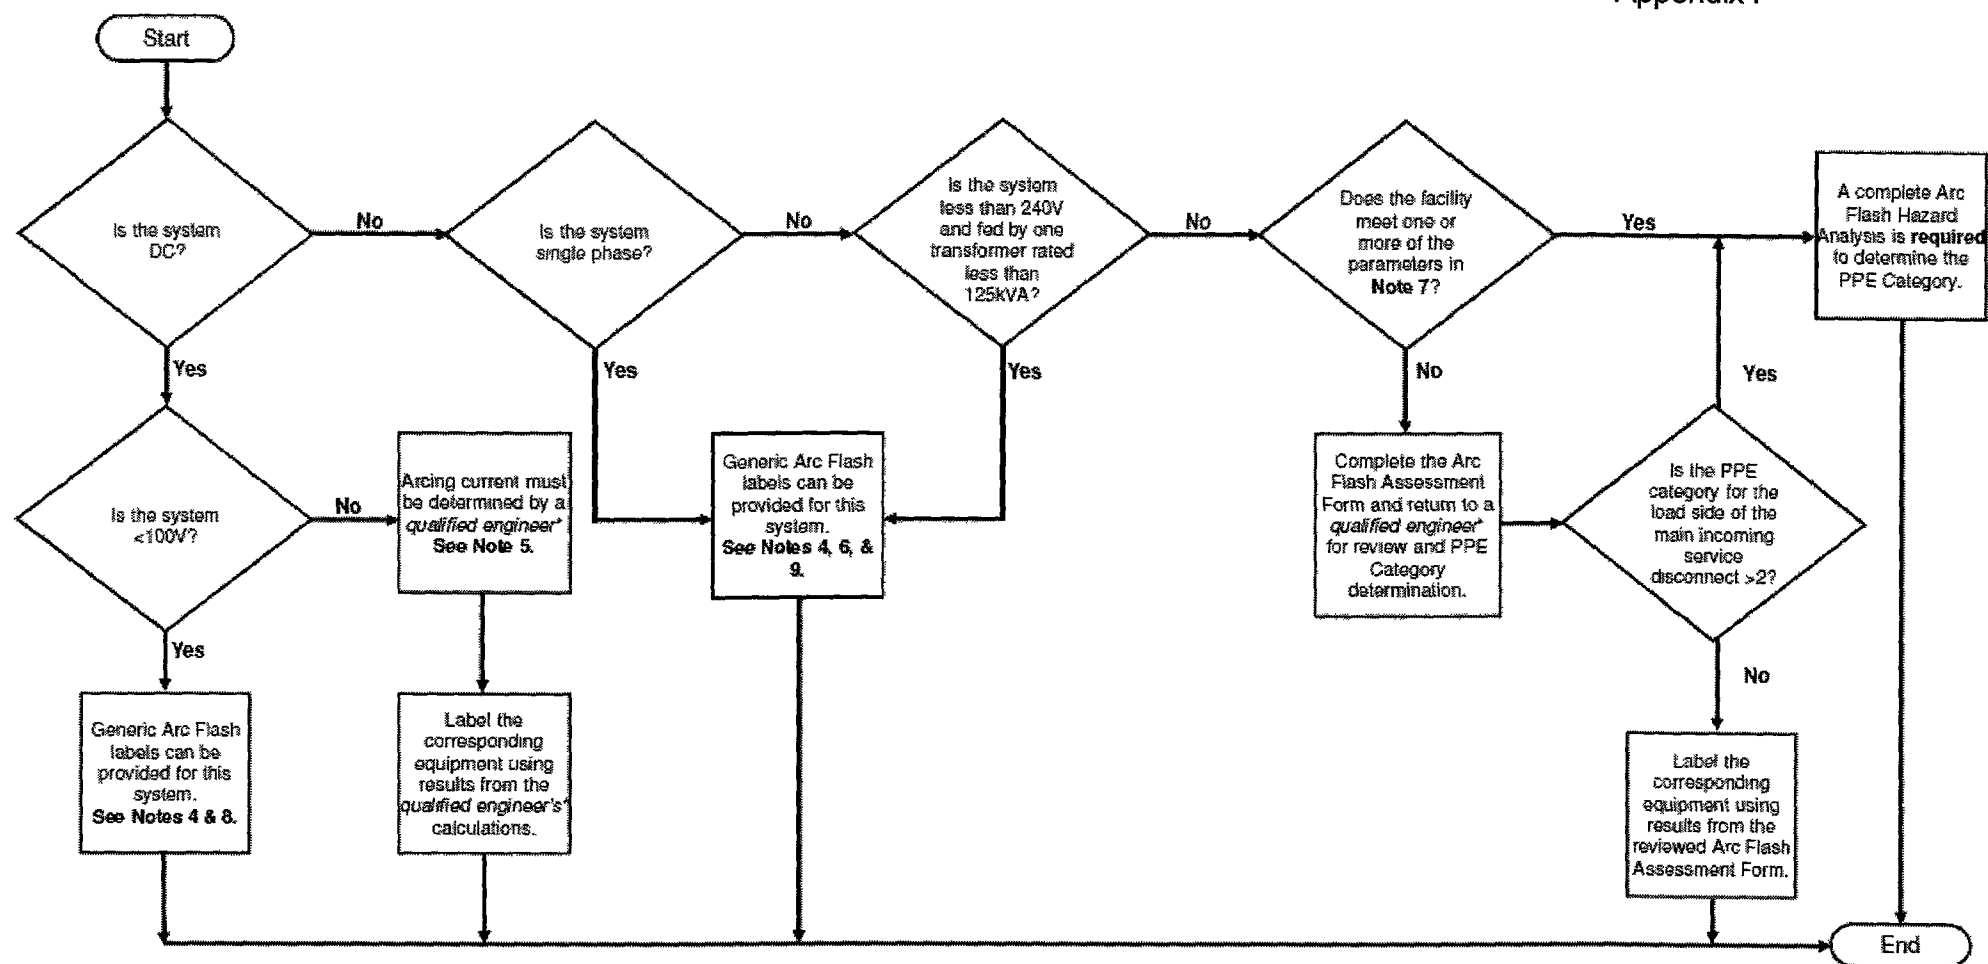 Appendix
Start
Is the system
DC?
No
Is the system
single phase?
No
Is the system
less than 240V
and fed by one
transformer rated
less than
125kVA?
No
Does the facility
meet one or
more of the
parameters in
Note 7?
Yes
A complete Arc
Flash Hazard
Analysis is required
to determine the
PPE Category.
Yes
Yes
Yes
No
Yes
Is the system
<100V?
No
Arcing current must
be determined by a
qualified engineer*
See Note 5.
Generic Arc Flash
labels can be
provided for this
system.
See Notes 4, 6, &
9.
Complete the Arc
Flash Assessment
Form and return to a
qualified engineer*
for review and PPE
Category
determination.
Is the PPE
category for the
load side of the
main incoming
service
disconnect >2?
Yes
No
Generic Arc Flash
labels can be
provided for this
system.
See Notes 4 & 8.
Label the
corresponding
equipment using
results from the
qualified engineer's*
calculations.
Label the
corresponding
equipment using
results from the
reviewed Arc Flash
Assessment Form.
End